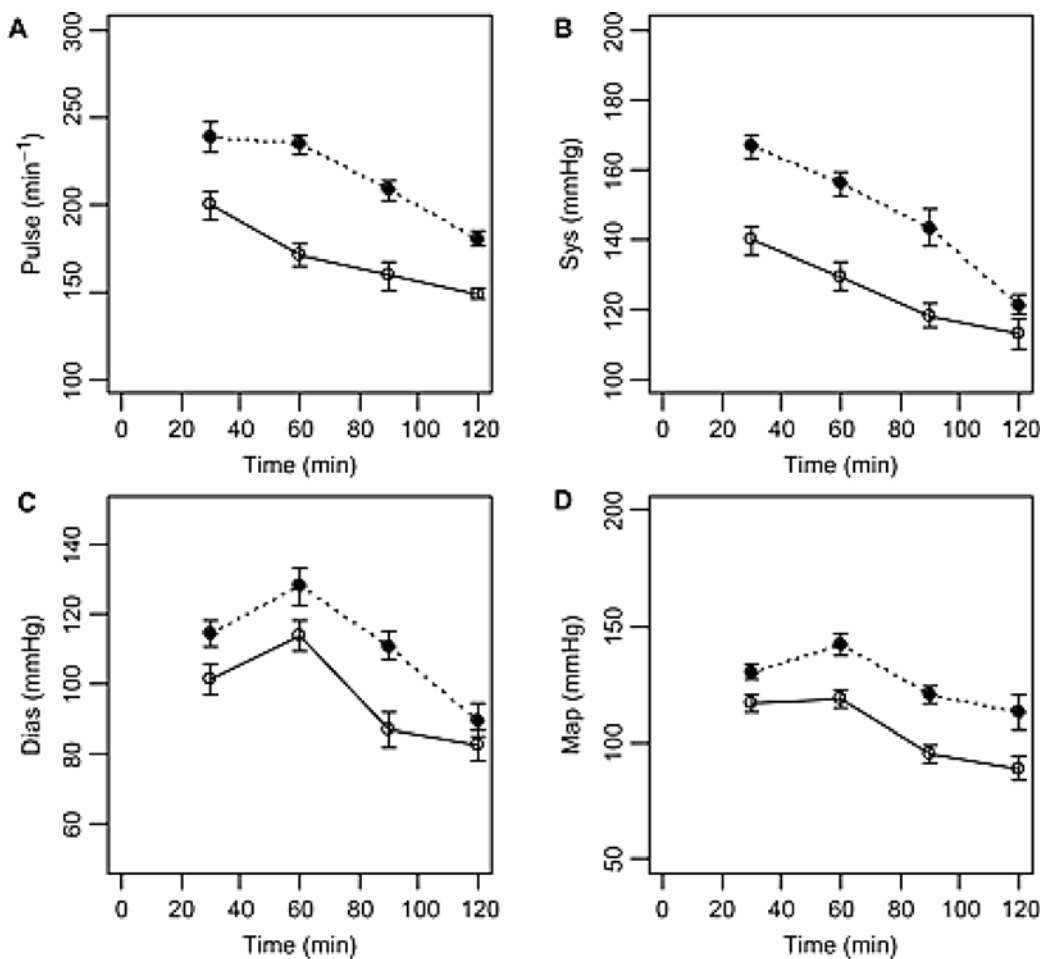 A
Pulse (min⁻¹)
300
250
200
150
100
0 20 40 60 80 100 120
Time (min)
B
Sys (mmHg)
200
180
160
140
120
100
0 20 40 60 80 100 120
Time (min)
C
Dias (mmHg)
140
120
100
80
60
0 20 40 60 80 100 120
Time (min)
D
Map (mmHg)
200
150
100
50
0 20 40 60 80 100 120
Time (min)